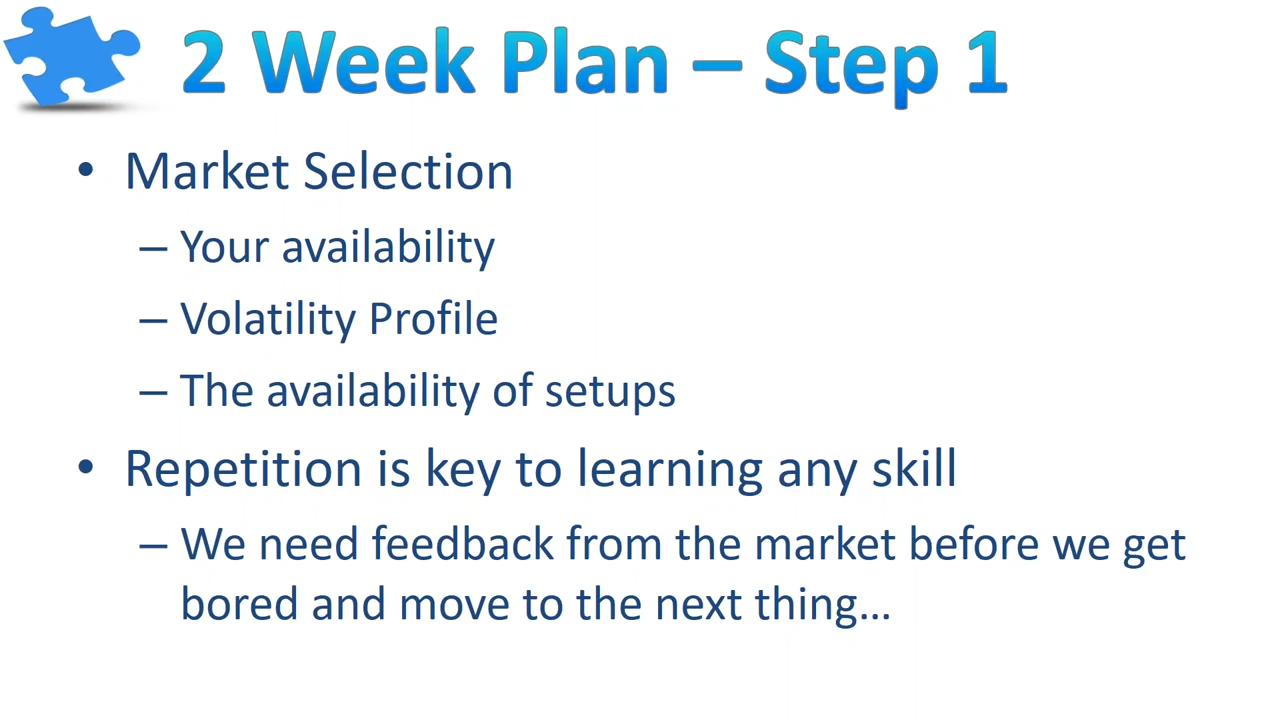 2 Week Plan – Step 1
• Market Selection
– Your availability
– Volatility Profile
– The availability of setups
• Repetition is key to learning any skill
– We need feedback from the market before we get
bored and move to the next thing…